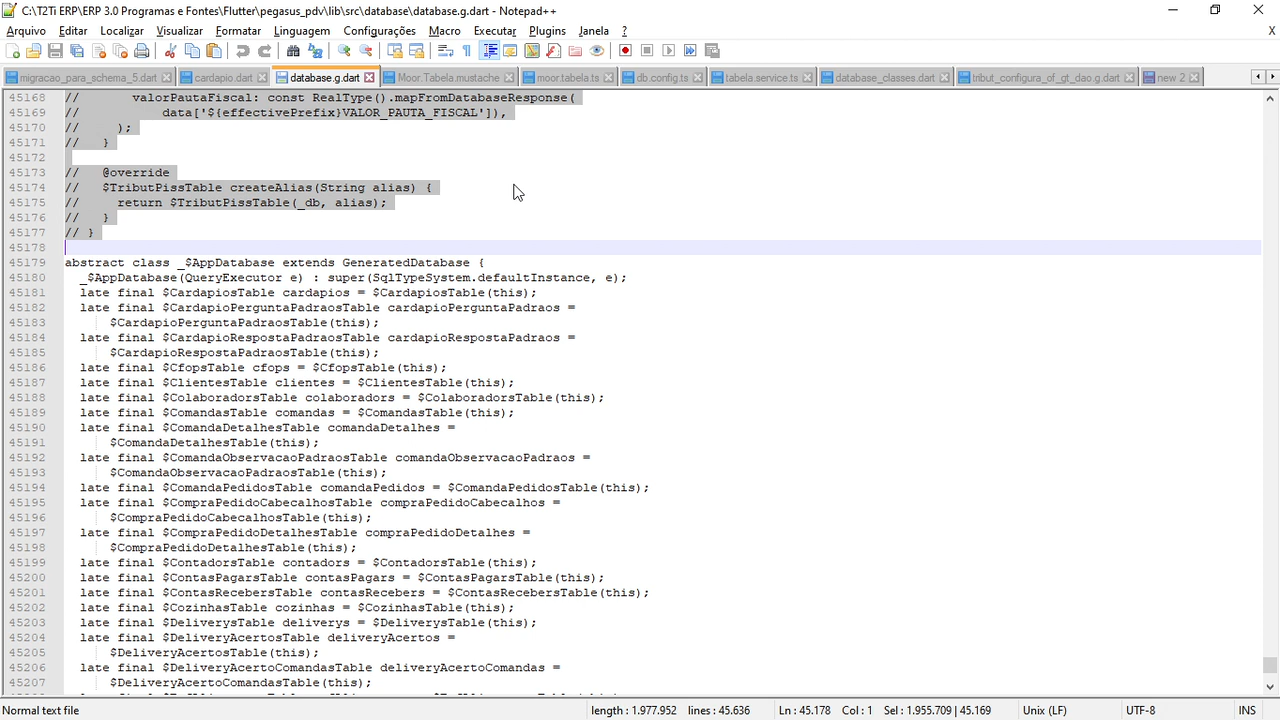 C:\T2Ti ERP\ERP 3.0 Programas e Fontes\Flutter\pegasus_pdv\lib\src\database\database.g.dart - Notepad++
Arquivo Editar Localizar Visualizar Formatar Linguagem Configurações Macro Executar Plugins Janela ?
migracao_para_schema_5.dart cardapio.dart database.g.dart Moor.Tabela.mustache moor.tabela.ts db.config.ts tabela.service.ts database_classes.dart tribut_configura_of_gt_dao.g.dart new 2
45168 // valorPautaFiscal: const RealType().mapFromDatabaseResponse(
45169 // data['${effectivePrefix}VALOR_PAUTA_FISCAL']),
45170 // );
45171 // }
45172
45173 // @override
45174 // $TributPissTable createAlias(String alias) {
45175 // return $TributPissTable(_db, alias);
45176 // }
45177 // }
45178
45179 abstract class _$AppDatabase extends GeneratedDatabase {
45180 _$AppDatabase(QueryExecutor e) : super(SqlTypeSystem.defaultInstance, e);
45181 late final $CardapiosTable cardapios = $CardapiosTable(this);
45182 late final $CardapioPerguntaPadraosTable cardapioPerguntaPadraos =
45183 $CardapioPerguntaPadraosTable(this);
45184 late final $CardapioRespostaPadraosTable cardapioRespostaPadraos =
45185 $CardapioRespostaPadraosTable(this);
45186 late final $CfopsTable cfops = $CfopsTable(this);
45187 late final $ClientesTable clientes = $ClientesTable(this);
45188 late final $ColaboradorsTable colaboradors = $ColaboradorsTable(this);
45189 late final $ComandasTable comandas = $ComandasTable(this);
45190 late final $ComandaDetalhesTable comandaDetalhes =
45191 $ComandaDetalhesTable(this);
45192 late final $ComandaObservacaoPadraosTable comandaObservacaoPadraos =
45193 $ComandaObservacaoPadraosTable(this);
45194 late final $ComandaPedidosTable comandaPedidos = $ComandaPedidosTable(this);
45195 late final $CompraPedidoCabecalhosTable compraPedidoCabecalhos =
45196 $CompraPedidoCabecalhosTable(this);
45197 late final $CompraPedidoDetalhesTable compraPedidoDetalhes =
45198 $CompraPedidoDetalhesTable(this);
45199 late final $ContadorsTable contadors = $ContadorsTable(this);
45200 late final $ContasPagarsTable contasPagars = $ContasPagarsTable(this);
45201 late final $ContasRecebersTable contasRecebers = $ContasRecebersTable(this);
45202 late final $CozinhasTable cozinhas = $CozinhasTable(this);
45203 late final $DeliverysTable deliverys = $DeliverysTable(this);
45204 late final $DeliveryAcertosTable deliveryAcertos =
45205 $DeliveryAcertosTable(this);
45206 late final $DeliveryAcertoComandasTable deliveryAcertoComandas =
45207 $DeliveryAcertoComandasTable(this);
Normal text file length : 1.977.952 lines : 45.636 Ln : 45.178 Col : 1 Sel : 1.955.709 | 45.169 Unix (LF) UTF-8 INS